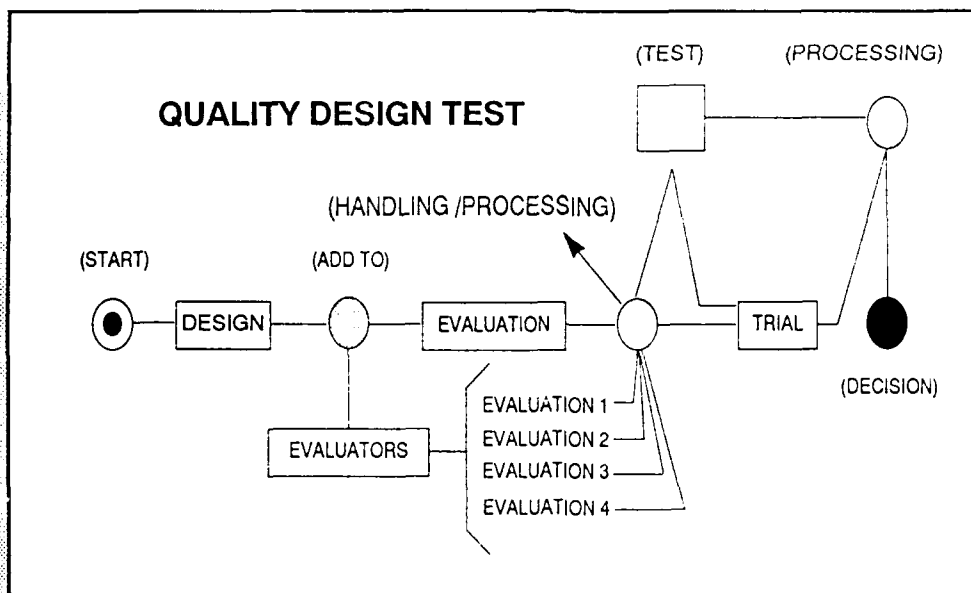 (TEST) (PROCESSING)
QUALITY DESIGN TEST
(HANDLING /PROCESSING)
(START) (ADD TO)
DESIGN EVALUATION TRIAL
(DECISION)
EVALUATION 1
EVALUATION 2
EVALUATORS
EVALUATION 3
EVALUATION 4